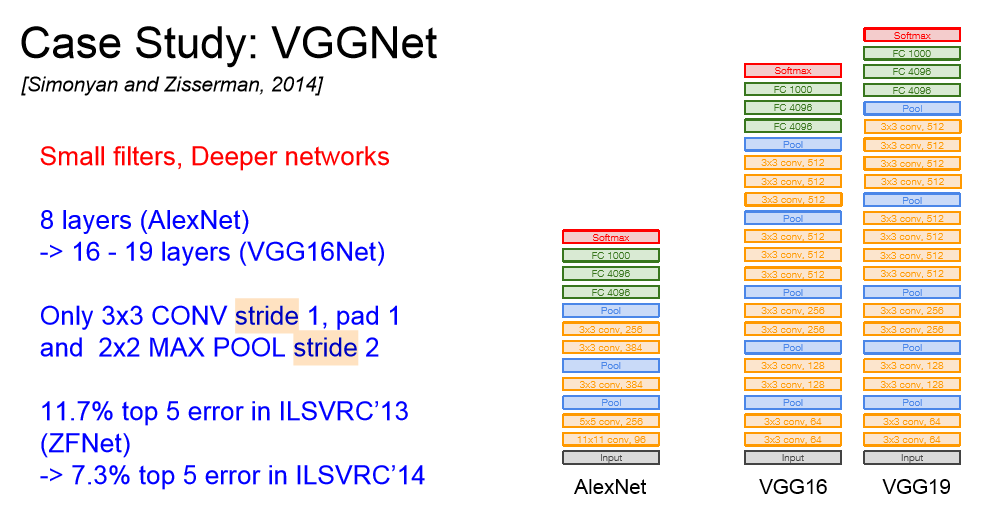 Case Study: VGGNet
[Simonyan and Zisserman, 2014]
Small filters, Deeper networks
8 layers (AlexNet)
-> 16 - 19 layers (VGG16Net)
Only 3x3 CONV stride 1, pad 1
and 2x2 MAX POOL stride 2
11.7% top 5 error in ILSVRC'13
(ZFNet)
-> 7.3% top 5 error in ILSVRC'14
Softmax
FC 1000
FC 4096
FC 4096
Pool
3x3 conv, 256
3x3 conv, 384
Pool
3x3 conv, 384
Pool
5x5 conv, 256
11x11 conv, 96
Input
AlexNet
Softmax
FC 1000
FC 4096
FC 4096
Pool
3x3 conv, 512
3x3 conv, 512
3x3 conv, 512
Pool
3x3 conv, 512
3x3 conv, 512
3x3 conv, 512
Pool
3x3 conv, 256
3x3 conv, 256
Pool
3x3 conv, 128
3x3 conv, 128
Pool
3x3 conv, 64
3x3 conv, 64
Input
VGG16
Softmax
FC 1000
FC 4096
FC 4096
Pool
3x3 conv, 512
3x3 conv, 512
3x3 conv, 512
3x3 conv, 512
Pool
3x3 conv, 512
3x3 conv, 512
3x3 conv, 512
3x3 conv, 512
Pool
3x3 conv, 256
3x3 conv, 256
Pool
3x3 conv, 128
3x3 conv, 128
Pool
3x3 conv, 64
3x3 conv, 64
Input
VGG19